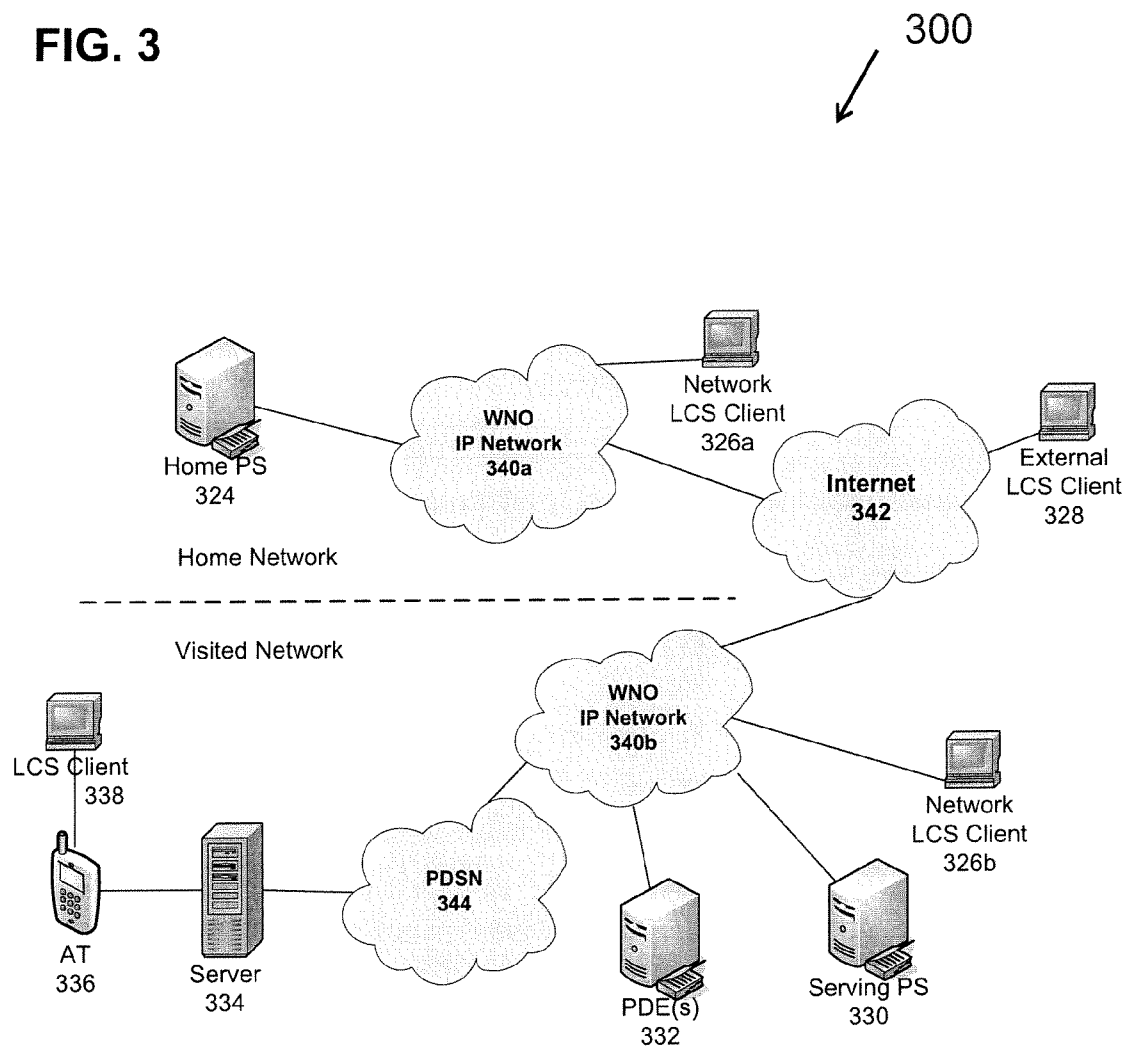 FIG. 3
300
Network
LCS Client
326a
WNO
IP Network
340a
Home PS
324
External
LCS Client
328
Internet
342
Home Network
Visited Network
WNO
IP Network
340b
LCS Client
338
Network
LCS Client
326b
PDSN
344
AT
336
Server
334
PDE(s)
332
Serving PS
330